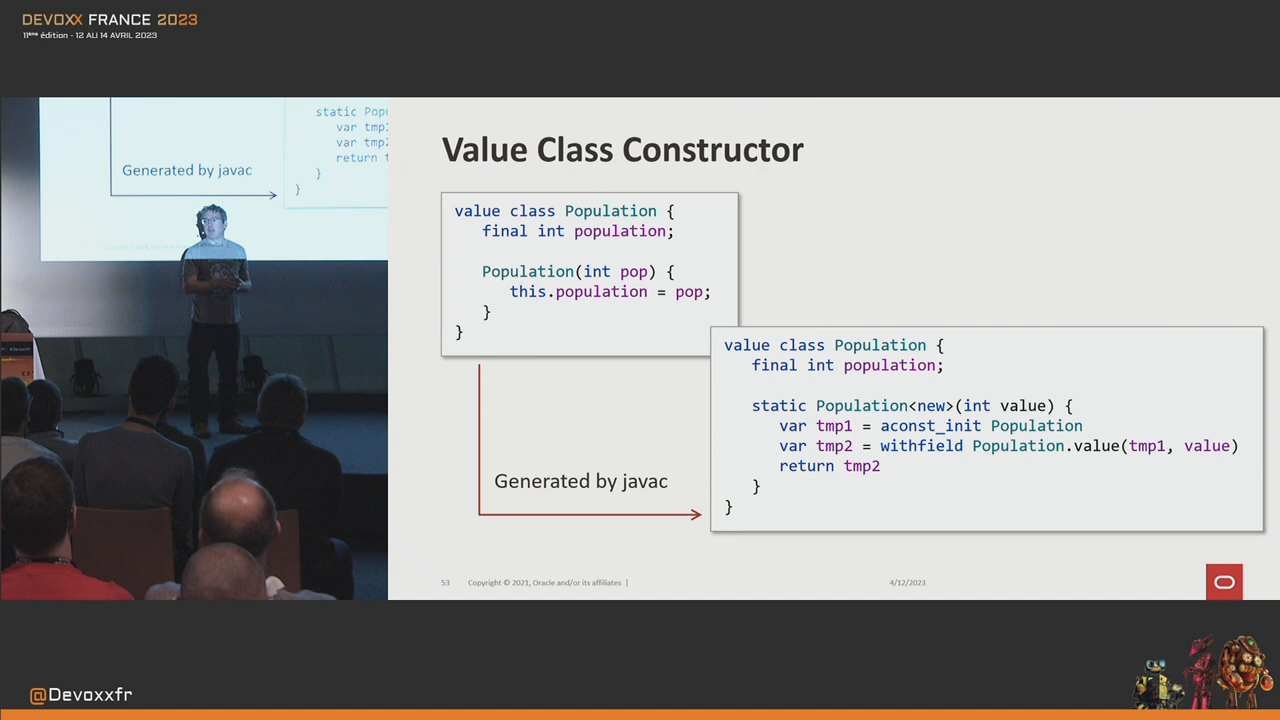 DEVOXX FRANCE 2023
11ème édition - 12 AU 14 AVRIL 2023
static Popu
var tmp1
var tmp2
return t
}
}
Generated by javac
Value Class Constructor
value class Population {
final int population;
Population(int pop) {
this.population = pop;
}
}
value class Population {
final int population;
static Population<new>(int value) {
var tmp1 = aconst_init Population
var tmp2 = withfield Population.value(tmp1, value)
return tmp2
}
}
Generated by javac
53 Copyright © 2021, Oracle and/or its affiliates |
4/12/2023
@Devoxxfr